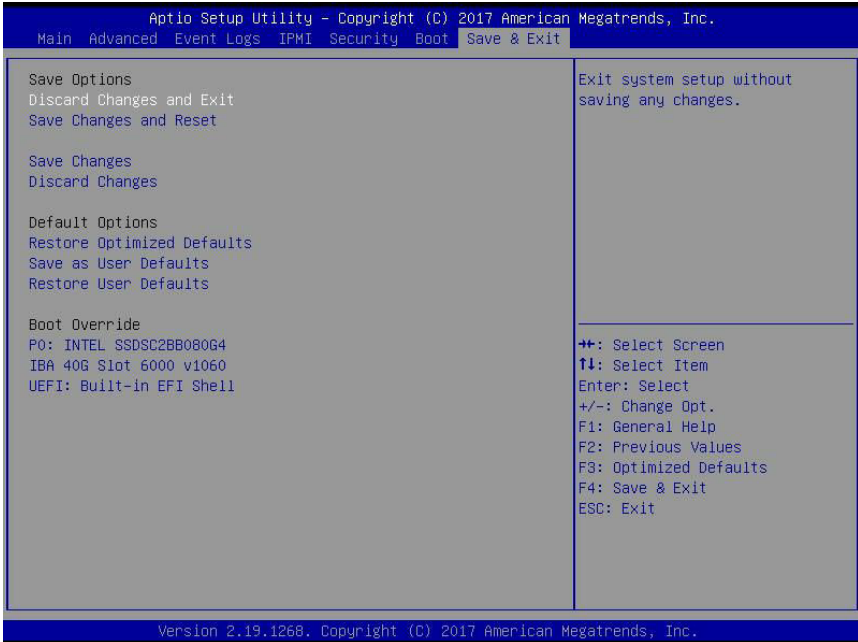 Aptio Setup Utility – Copyright (C) 2017 American Megatrends, Inc.
Main Advanced Event Logs IPMI Security Boot Save & Exit
Save Options
Discard Changes and Exit
Save Changes and Reset
Save Changes
Discard Changes
Default Options
Restore Optimized Defaults
Save as User Defaults
Restore User Defaults
Boot Override
P0: INTEL SSDSC2BB080G4
IBA 40G Slot 6000 v1060
UEFI: Built-in EFI Shell
Exit system setup without
saving any changes.
→←: Select Screen
↑↓: Select Item
Enter: Select
+/-: Change Opt.
F1: General Help
F2: Previous Values
F3: Optimized Defaults
F4: Save & Exit
ESC: Exit
Version 2.19.1268. Copyright (C) 2017 American Megatrends, Inc.